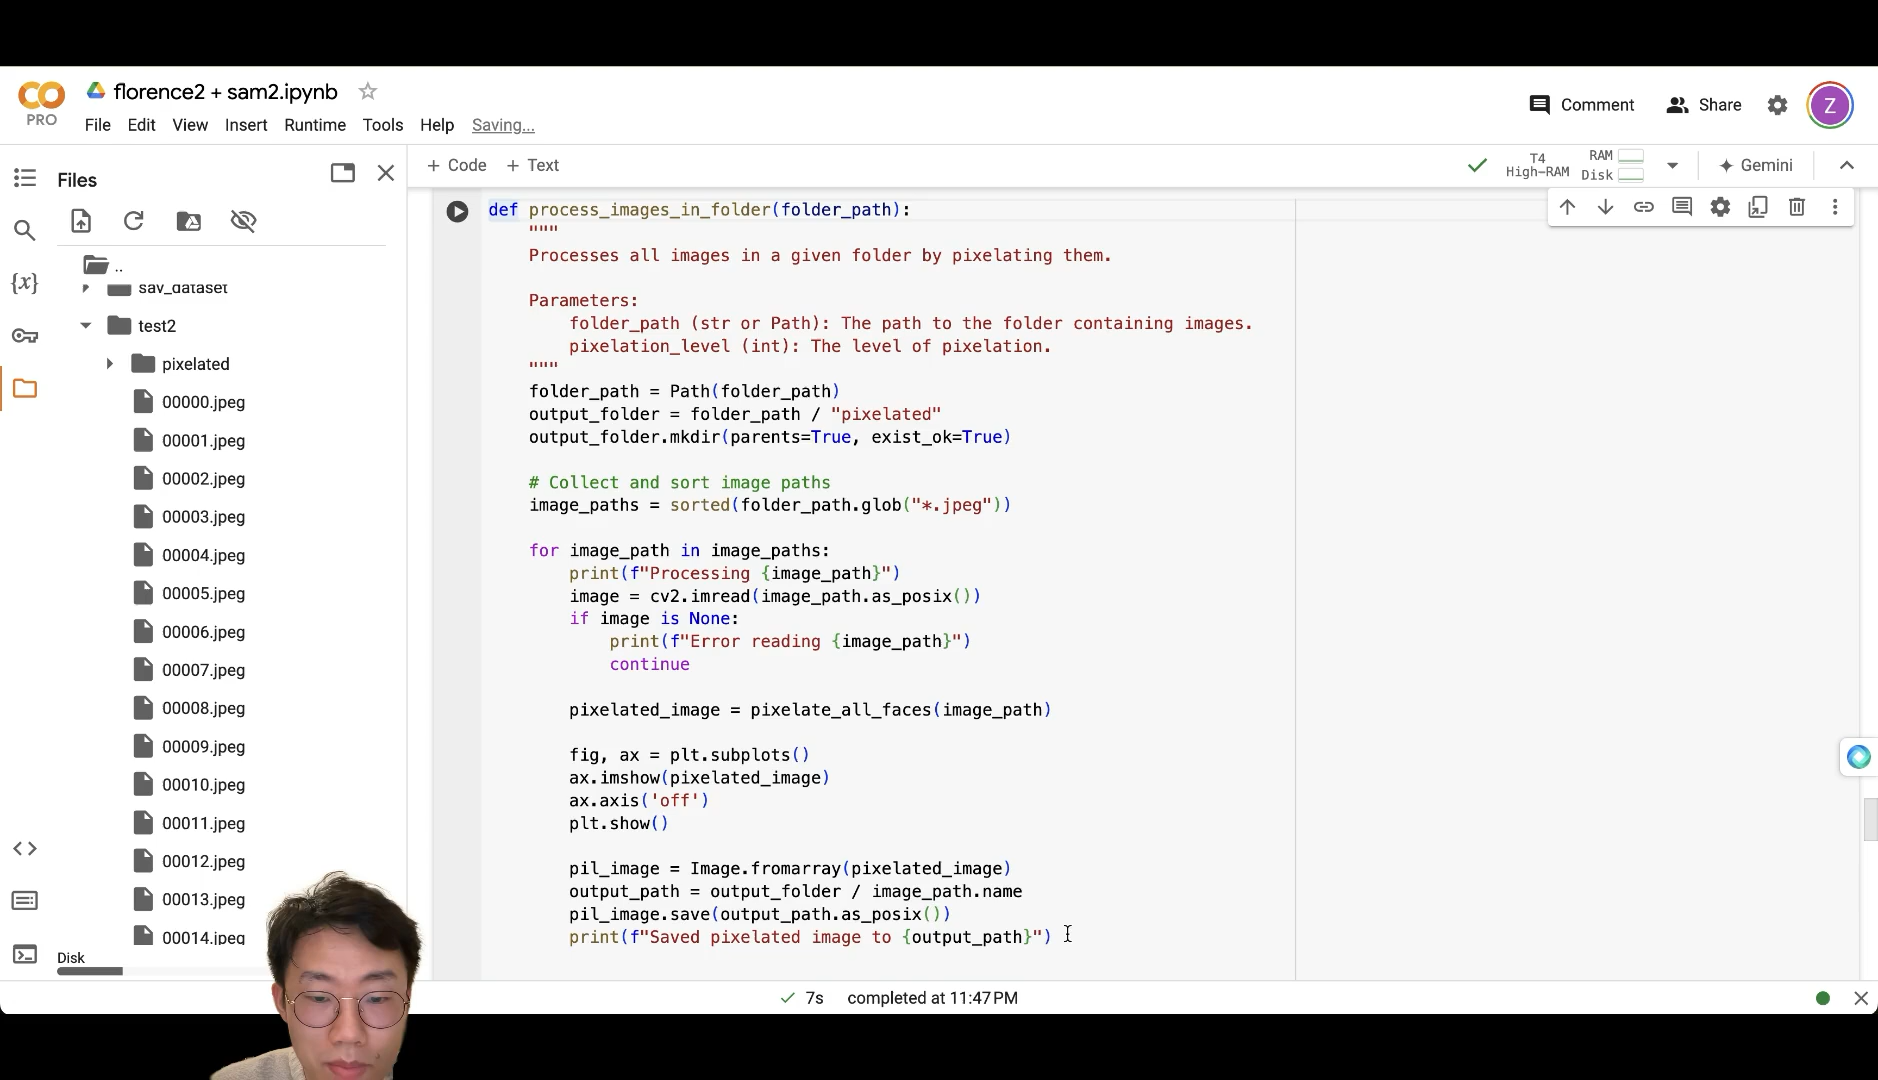 PRO
florence2 + sam2.ipynb
File Edit View Insert Runtime Tools Help Saving...
Comment
Share
Z
+ Code + Text
T4
High-RAM
RAM
Disk
Gemini
Files
..
sav_dataset
test2
pixelated
00000.jpeg
00001.jpeg
00002.jpeg
00003.jpeg
00004.jpeg
00005.jpeg
00006.jpeg
00007.jpeg
00008.jpeg
00009.jpeg
00010.jpeg
00011.jpeg
00012.jpeg
00013.jpeg
00014.jpeg
Disk
{x}
def process_images_in_folder(folder_path):
"""
Processes all images in a given folder by pixelating them.
Parameters:
folder_path (str or Path): The path to the folder containing images.
pixelation_level (int): The level of pixelation.
"""
folder_path = Path(folder_path)
output_folder = folder_path / "pixelated"
output_folder.mkdir(parents=True, exist_ok=True)
# Collect and sort image paths
image_paths = sorted(folder_path.glob("*.jpeg"))
for image_path in image_paths:
print(f"Processing {image_path}")
image = cv2.imread(image_path.as_posix())
if image is None:
print(f"Error reading {image_path}")
continue
pixelated_image = pixelate_all_faces(image_path)
fig, ax = plt.subplots()
ax.imshow(pixelated_image)
ax.axis('off')
plt.show()
pil_image = Image.fromarray(pixelated_image)
output_path = output_folder / image_path.name
pil_image.save(output_path.as_posix())
print(f"Saved pixelated image to {output_path}")
7s completed at 11:47 PM